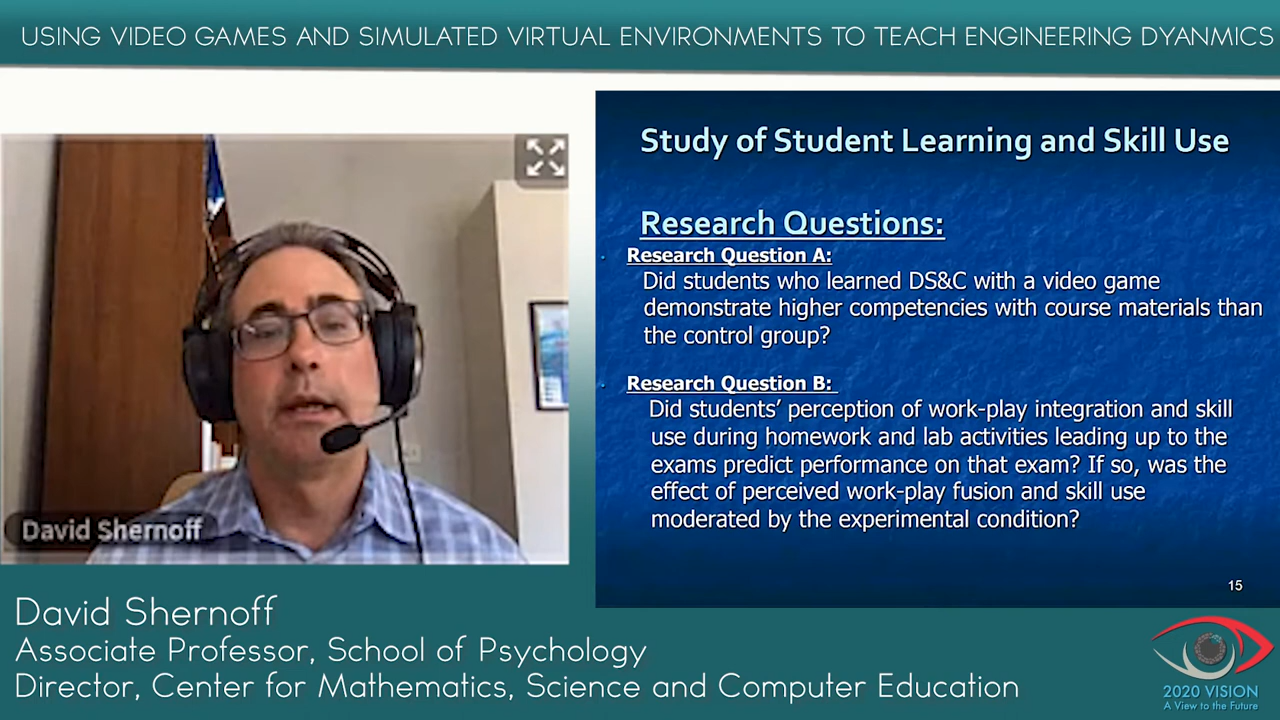 USING VIDEO GAMES AND SIMULATED VIRTUAL ENVIRONMENTS TO TEACH ENGINEERING DYANMICS
David Shernoff
Study of Student Learning and Skill Use
Research Questions:
Research Question A:
Did students who learned DS&C with a video game
demonstrate higher competencies with course materials than
the control group?
Research Question B:
Did students' perception of work-play integration and skill
use during homework and lab activities leading up to the
exams predict performance on that exam? If so, was the
effect of perceived work-play fusion and skill use
moderated by the experimental condition?
15
David Shernoff
Associate Professor, School of Psychology
Director, Center for Mathematics, Science and Computer Education
2020 VISION
A View to the Future